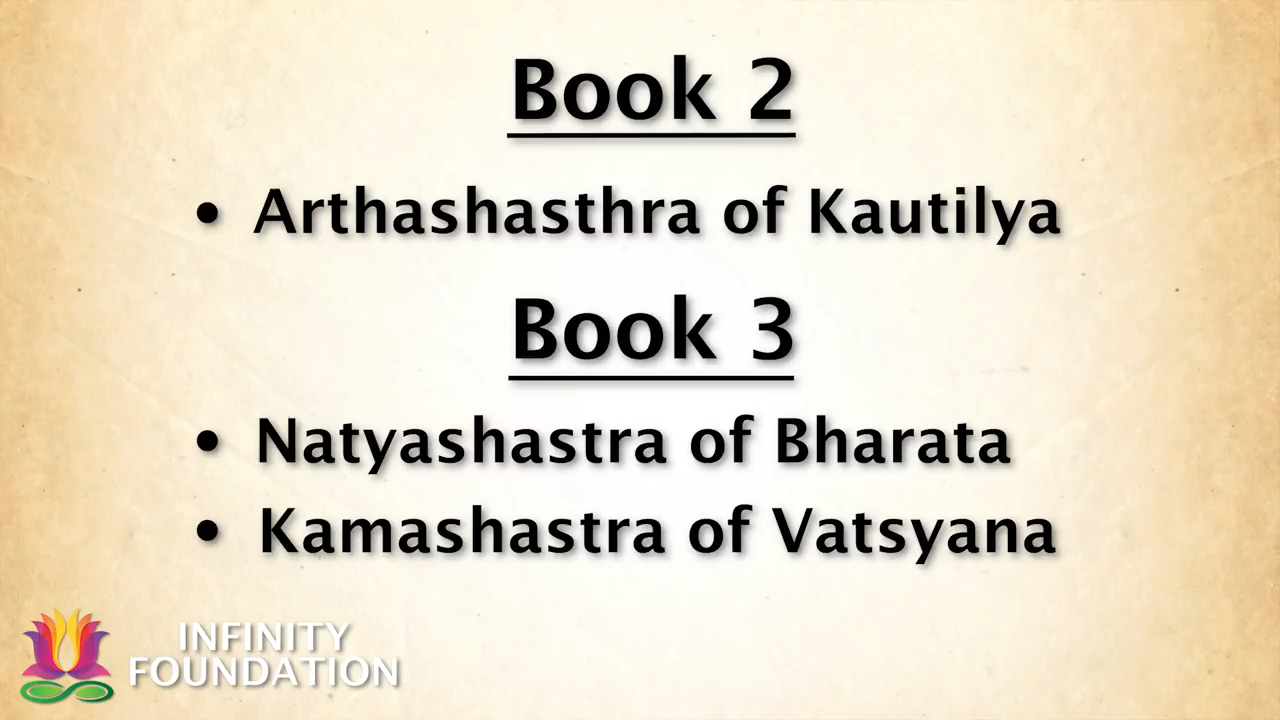 Book 2
• Arthashasthra of Kautilya
Book 3
• Natyashastra of Bharata
• Kamashastra of Vatsyana
INFINITY
FOUNDATION